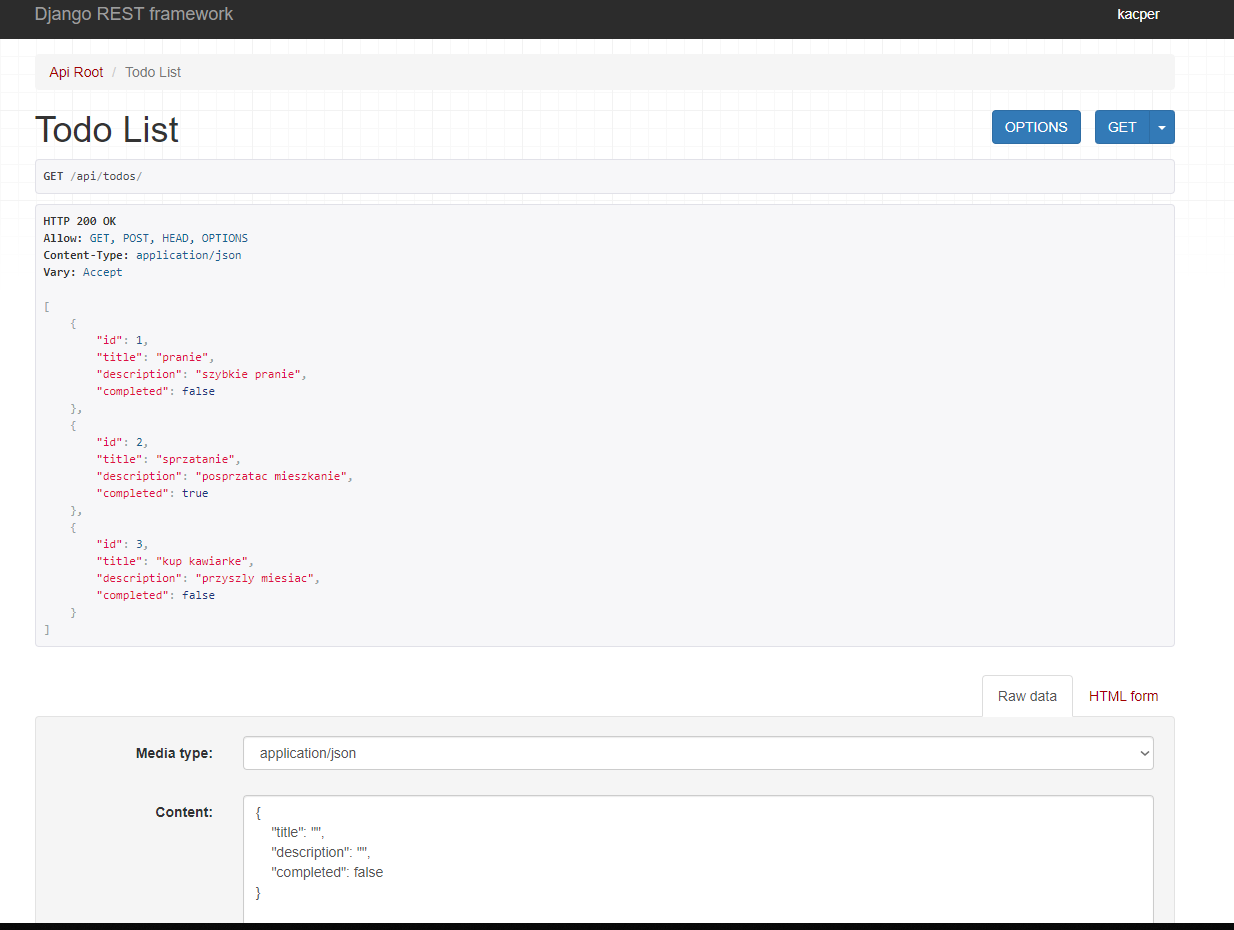 Django REST framework
kacper
Api Root / Todo List
Todo List
OPTIONS
GET
GET /api/todos/
HTTP 200 OK
Allow: GET, POST, HEAD, OPTIONS
Content-Type: application/json
Vary: Accept
[
    {
        "id": 1,
        "title": "pranie",
        "description": "szybkie pranie",
        "completed": false
    },
    {
        "id": 2,
        "title": "sprzatanie",
        "description": "posprzatac mieszkanie",
        "completed": true
    },
    {
        "id": 3,
        "title": "kup kawiarke",
        "description": "przyszly miesiac",
        "completed": false
    }
]
Raw data
HTML form
Media type:
application/json
Content:
{
    "title": "",
    "description": "",
    "completed": false
}